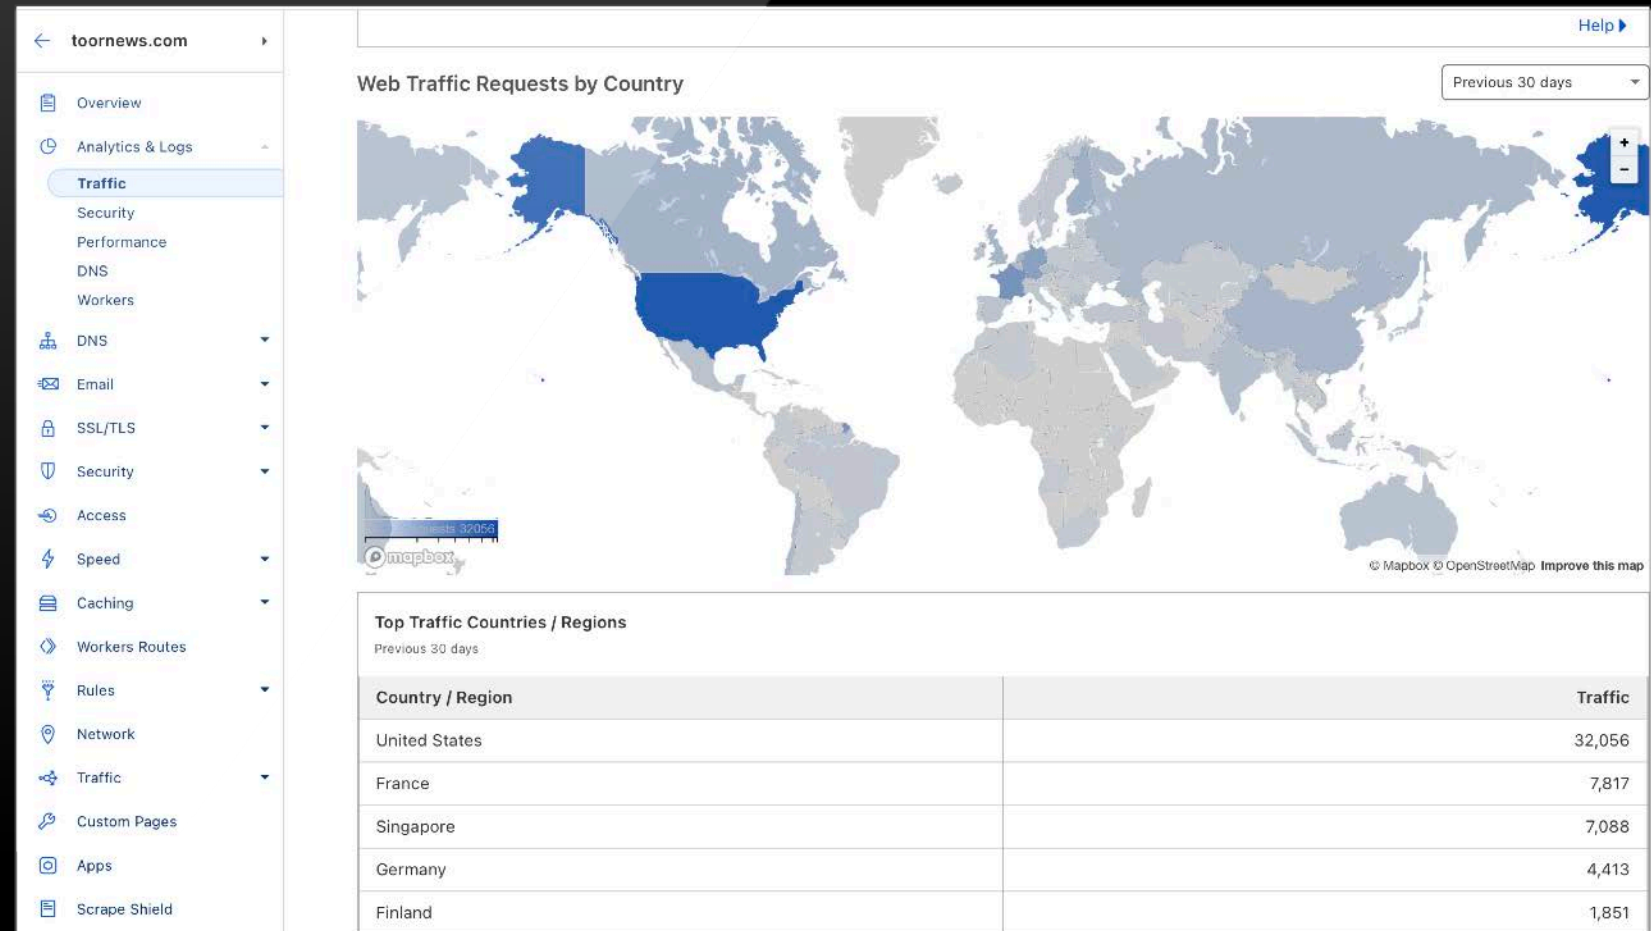 toornews.com
Overview
Analytics & Logs
Traffic
Security
Performance
DNS
Workers
DNS
Email
SSL/TLS
Security
Access
Speed
Caching
Workers Routes
Rules
Network
Traffic
Custom Pages
Apps
Scrape Shield
Help
Web Traffic Requests by Country
Previous 30 days
+
−
32056
mapbox
© Mapbox © OpenStreetMap Improve this map
Top Traffic Countries / Regions
Previous 30 days
Country / Region Traffic
United States 32,056
France 7,817
Singapore 7,088
Germany 4,413
Finland 1,851